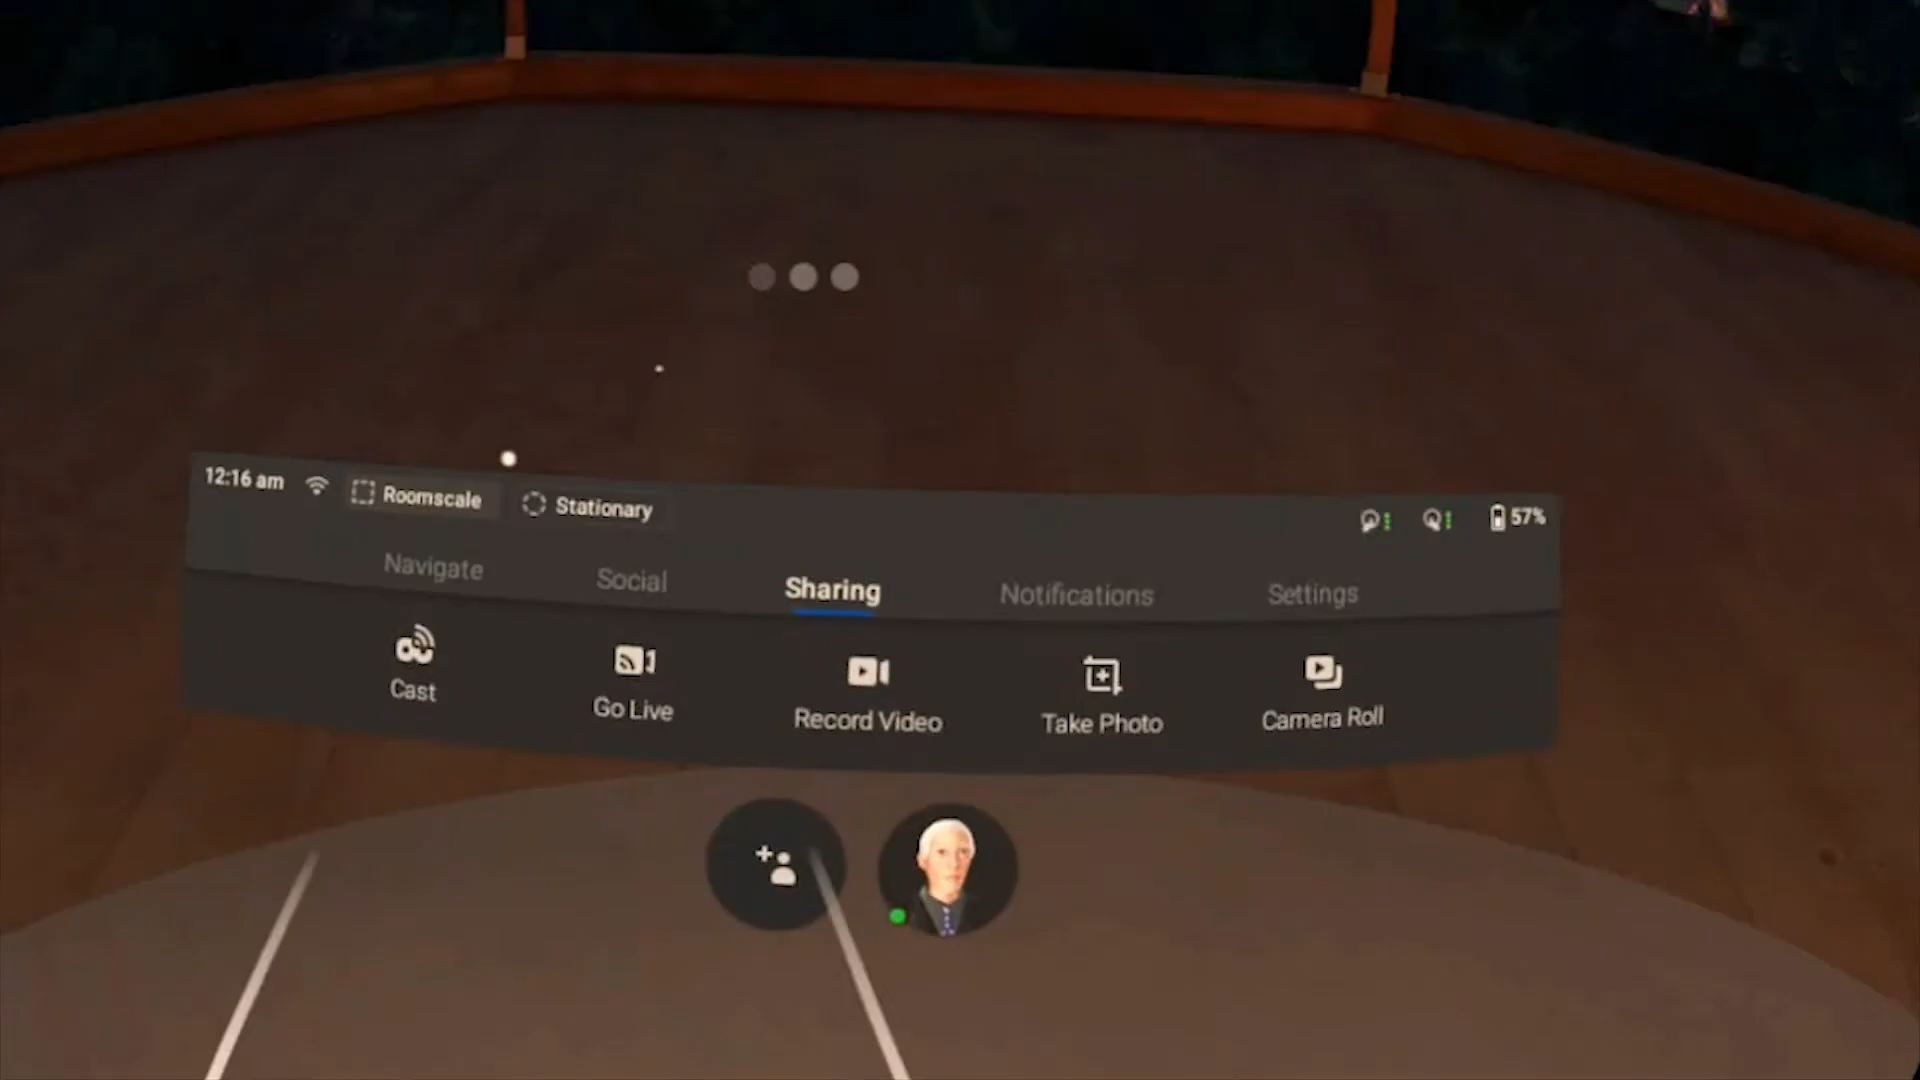 12:16 am
Roomscale
Stationary
57%
Navigate
Social
Sharing
Notifications
Settings
Cast
Go Live
Record Video
Take Photo
Camera Roll